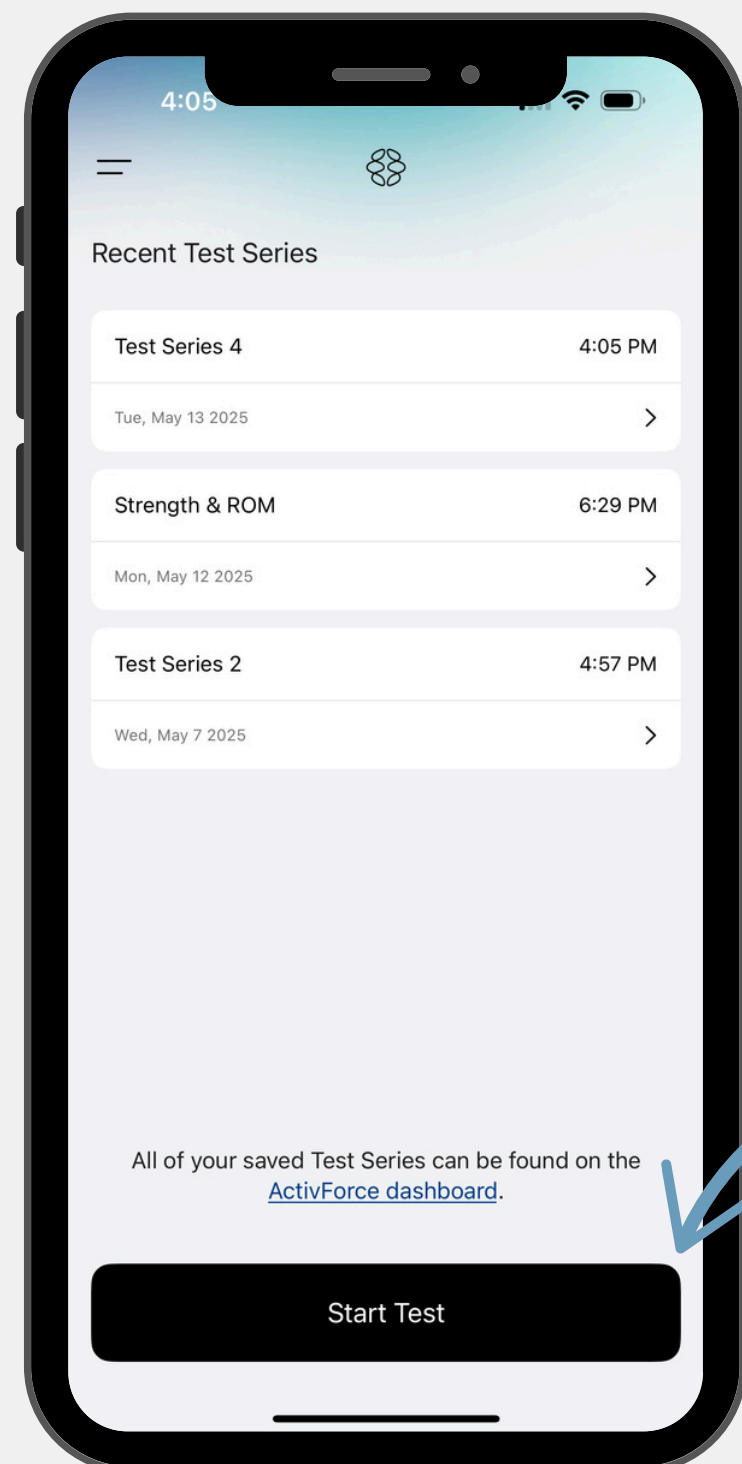 4:05
Recent Test Series
Test Series 4 4:05 PM
Tue, May 13 2025
Strength & ROM 6:29 PM
Mon, May 12 2025
Test Series 2 4:57 PM
Wed, May 7 2025
All of your saved Test Series can be found on the
ActivForce dashboard.
Start Test